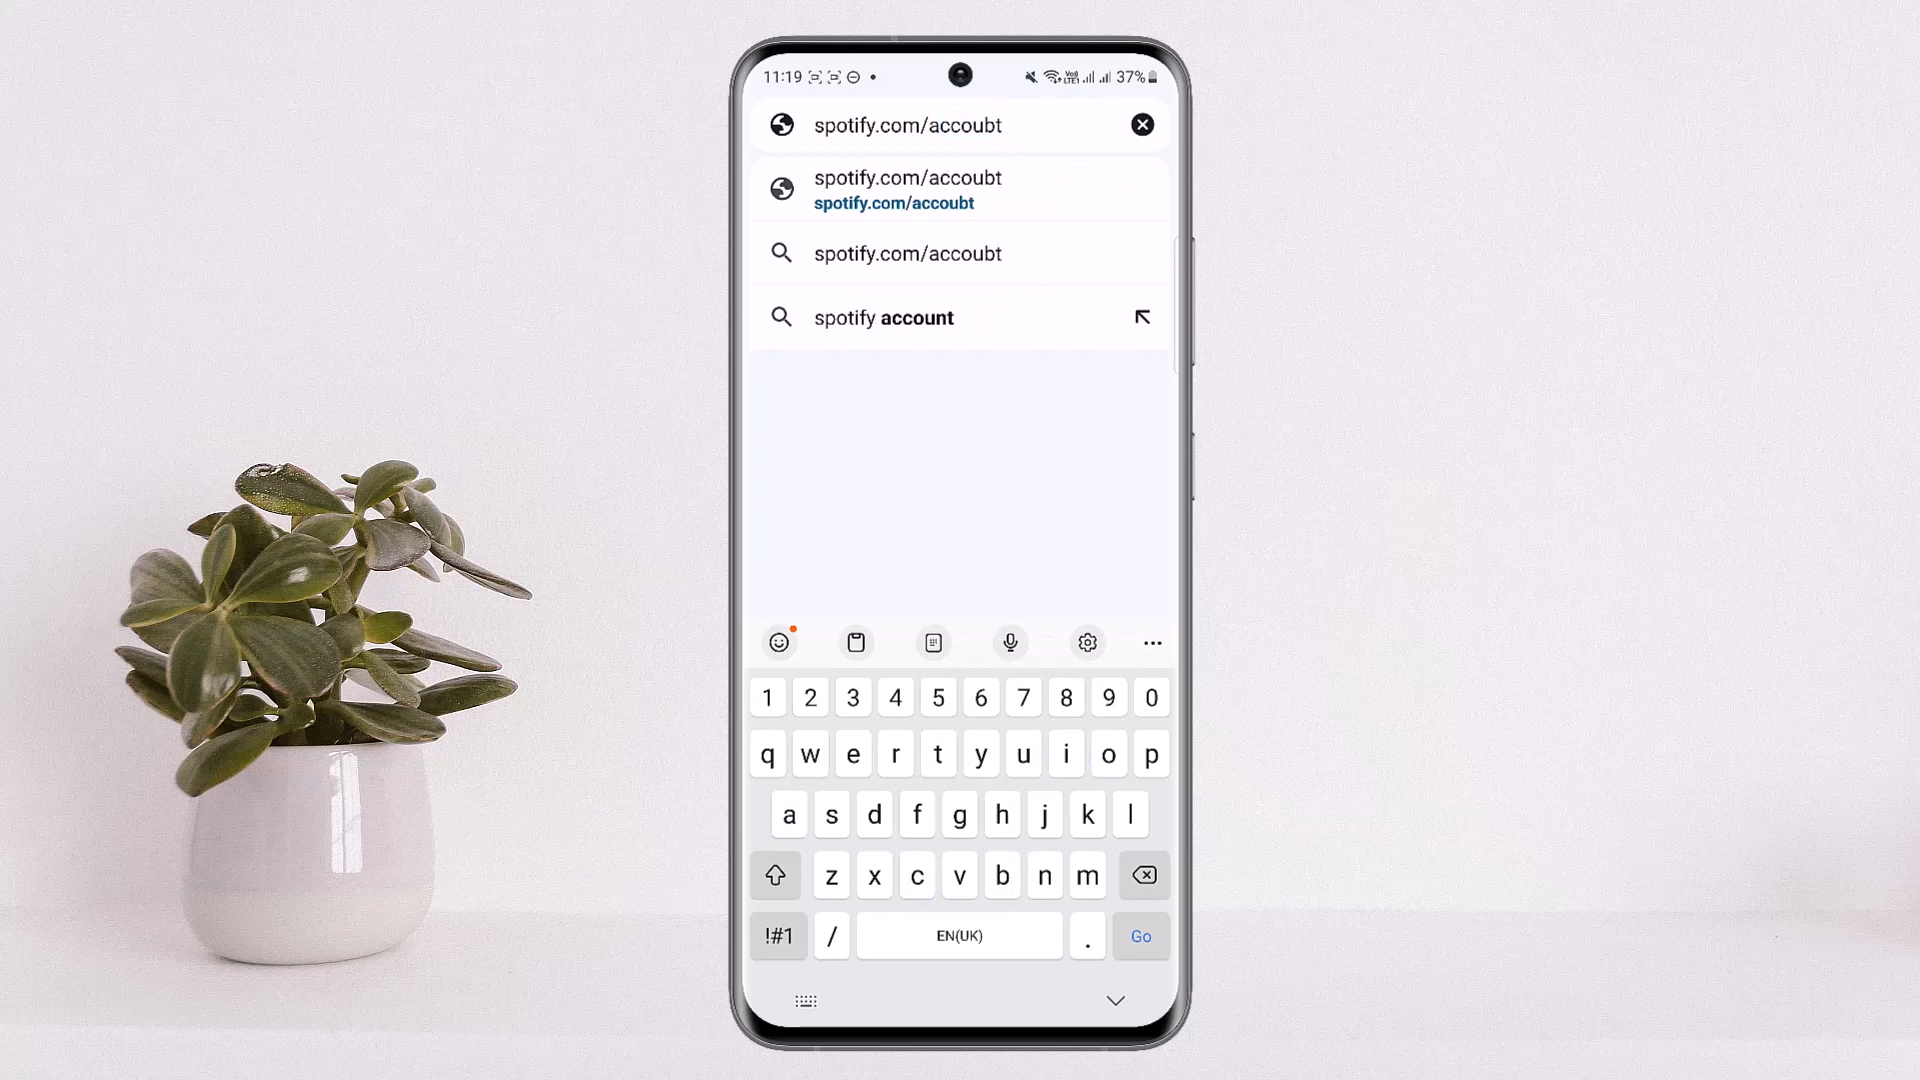 11:19 37%
spotify.com/accoubt
spotify.com/accoubt
spotify.com/accoubt
spotify.com/accoubt
spotify account
1 2 3 4 5 6 7 8 9 0
q w e r t y u i o p
a s d f g h j k l
z x c v b n m
!#1 / EN(UK) . Go